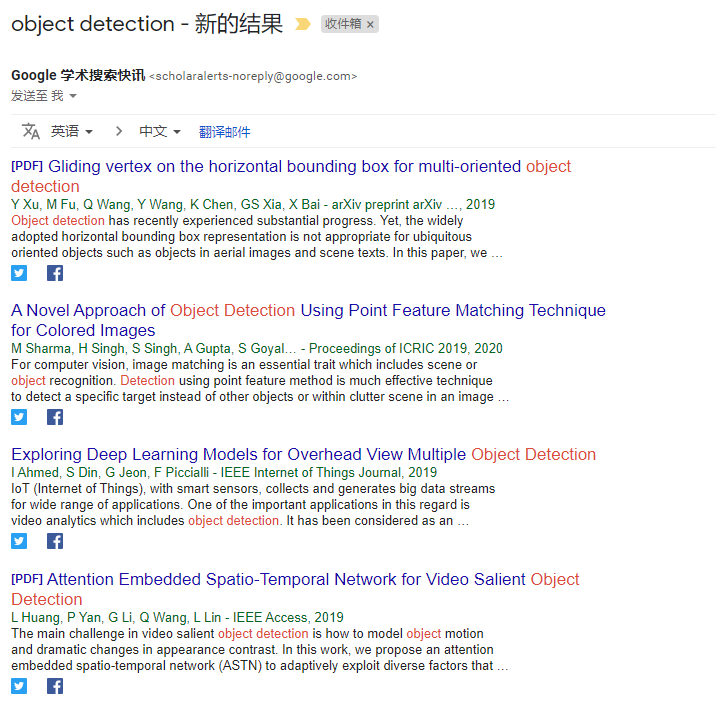 object detection - 新的结果 收件箱 ×
Google 学术搜索快讯 <scholaralerts-noreply@google.com>
发送至 我
英语 > 中文 翻译邮件
[PDF] Gliding vertex on the horizontal bounding box for multi-oriented object
detection
Y Xu, M Fu, Q Wang, Y Wang, K Chen, GS Xia, X Bai - arXiv preprint arXiv …, 2019
Object detection has recently experienced substantial progress. Yet, the widely
adopted horizontal bounding box representation is not appropriate for ubiquitous
oriented objects such as objects in aerial images and scene texts. In this paper, we …
A Novel Approach of Object Detection Using Point Feature Matching Technique
for Colored Images
M Sharma, H Singh, S Singh, A Gupta, S Goyal… - Proceedings of ICRIC 2019, 2020
For computer vision, image matching is an essential trait which includes scene or
object recognition. Detection using point feature method is much effective technique
to detect a specific target instead of other objects or within clutter scene in an image …
Exploring Deep Learning Models for Overhead View Multiple Object Detection
I Ahmed, S Din, G Jeon, F Piccialli - IEEE Internet of Things Journal, 2019
IoT (Internet of Things), with smart sensors, collects and generates big data streams
for wide range of applications. One of the important applications in this regard is
video analytics which includes object detection. It has been considered as an …
[PDF] Attention Embedded Spatio-Temporal Network for Video Salient Object
Detection
L Huang, P Yan, G Li, Q Wang, L Lin - IEEE Access, 2019
The main challenge in video salient object detection is how to model object motion
and dramatic changes in appearance contrast. In this work, we propose an attention
embedded spatio-temporal network (ASTN) to adaptively exploit diverse factors that …